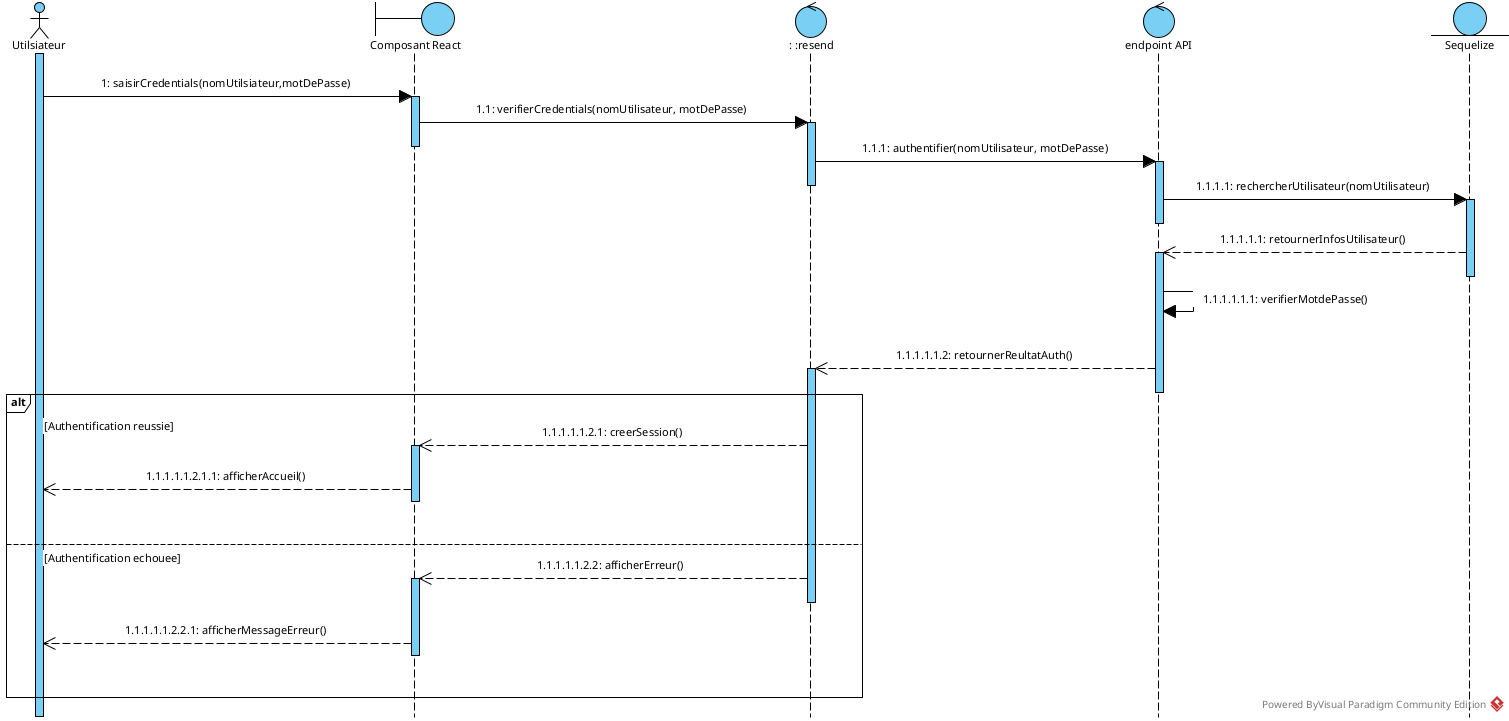 Utilsiateur
Composant React
: :resend
endpoint API
Sequelize
1: saisirCredentials(nomUtilsiateur,motDePasse)
1.1: verifierCredentials(nomUtilisateur, motDePasse)
1.1.1: authentifier(nomUtilisateur, motDePasse)
1.1.1.1: rechercherUtilisateur(nomUtilisateur)
1.1.1.1.1: retournerInfosUtilisateur()
1.1.1.1.1.1: verifierMotdePasse()
1.1.1.1.1.2: retournerReultatAuth()
alt
[Authentification reussie]
1.1.1.1.1.2.1: creerSession()
1.1.1.1.1.2.1.1: afficherAccueil()
[Authentification echouee]
1.1.1.1.1.2.2: afficherErreur()
1.1.1.1.1.2.2.1: afficherMessageErreur()
Powered ByVisual Paradigm Community Edition